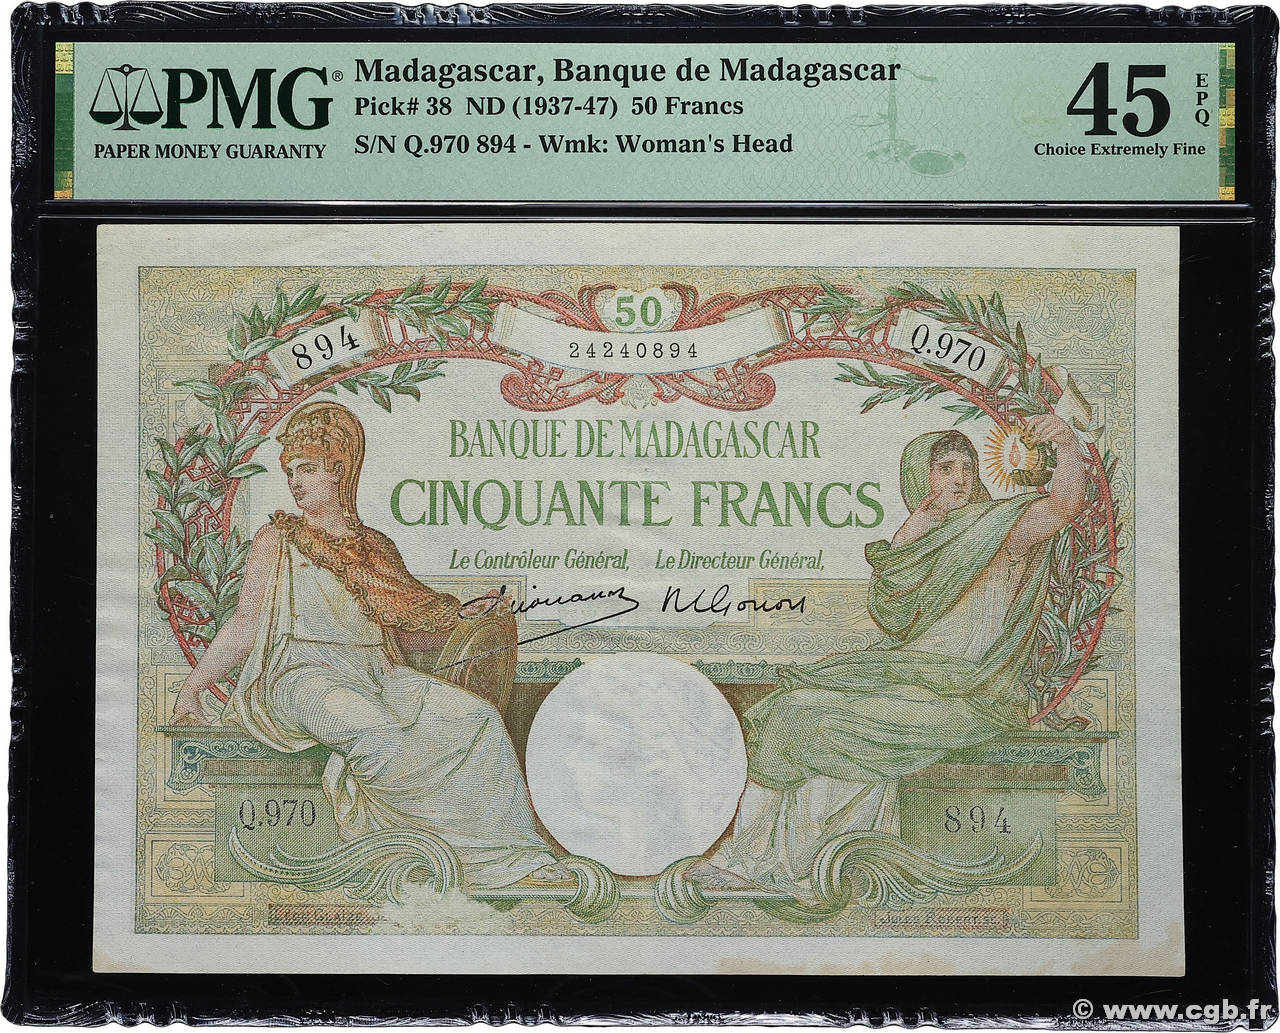 PMG®
PAPER MONEY GUARANTY
Madagascar, Banque de Madagascar
Pick# 38 ND (1937-47) 50 Francs
S/N Q.970 894 - Wmk: Woman's Head
45
EPQ
Choice Extremely Fine
50
894
24240894
Q.970
BANQUE DE MADAGASCAR
CINQUANTE FRANCS
Le Contrôleur Général, Le Directeur Général,
Q.970
894
© www.cgb.fr